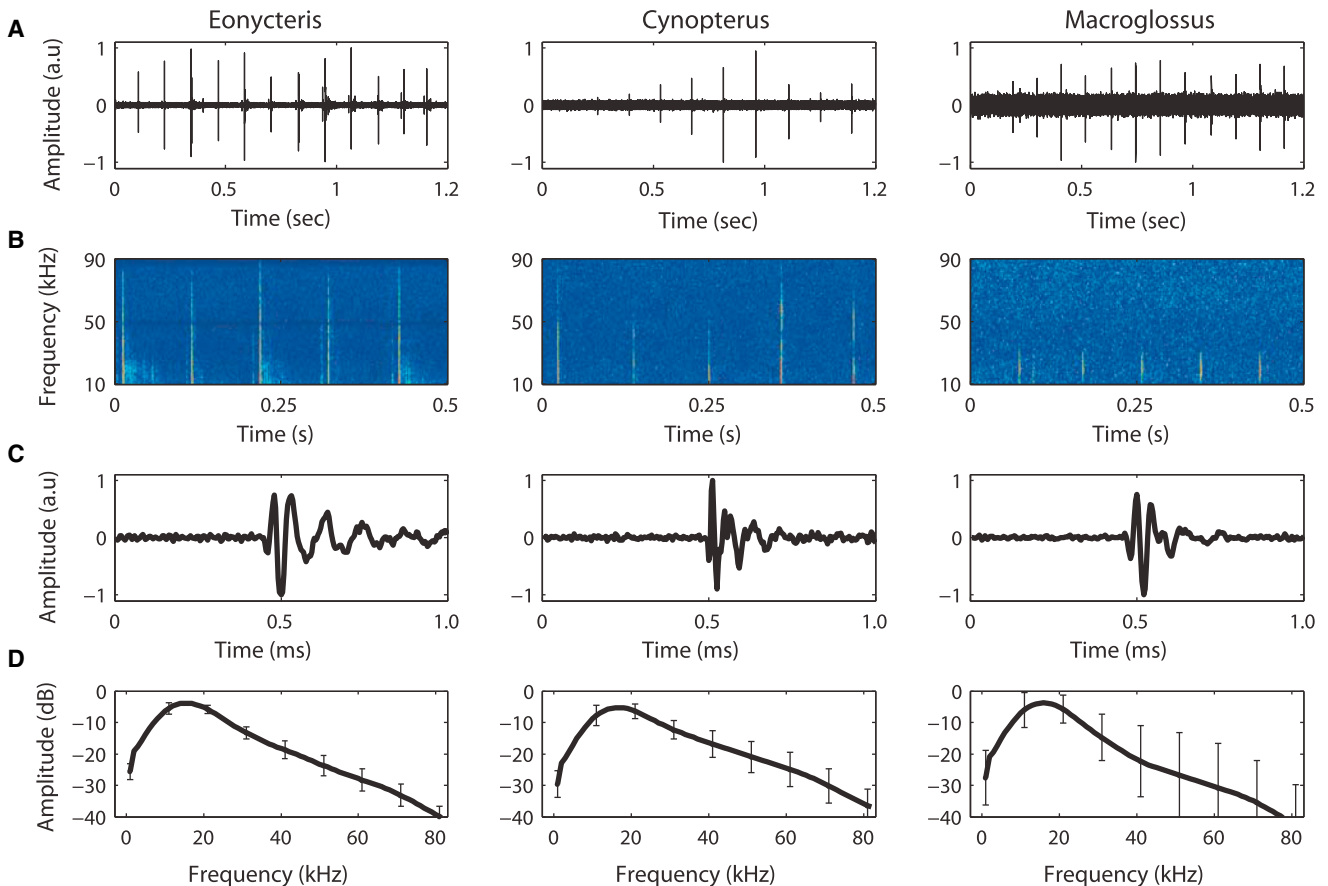 Eonycteris Cynopterus Macroglossus
A
Amplitude (a.u)
1
0
−1
0 0.5 1 1.2
Time (sec)
0 0.5 1 1.2
Time (sec)
1
0
−1
0 0.5 1 1.2
Time (sec)
1
0
−1
B
Frequency (kHz)
90
50
10
0 0.25 0.5
Time (s)
90
50
10
0 0.25 0.5
Time (s)
90
50
10
0 0.25 0.5
Time (s)
C
Amplitude (a.u)
1
0
−1
0 0.5 1.0
Time (ms)
1
0
−1
0 0.5 1.0
Time (ms)
1
0
−1
0 0.5 1.0
Time (ms)
D
Amplitude (dB)
0
−10
−20
−30
−40
0 20 40 60 80
Frequency (kHz)
0
−10
−20
−30
−40
0 20 40 60 80
Frequency (kHz)
0
−10
−20
−30
−40
0 20 40 60 80
Frequency (kHz)